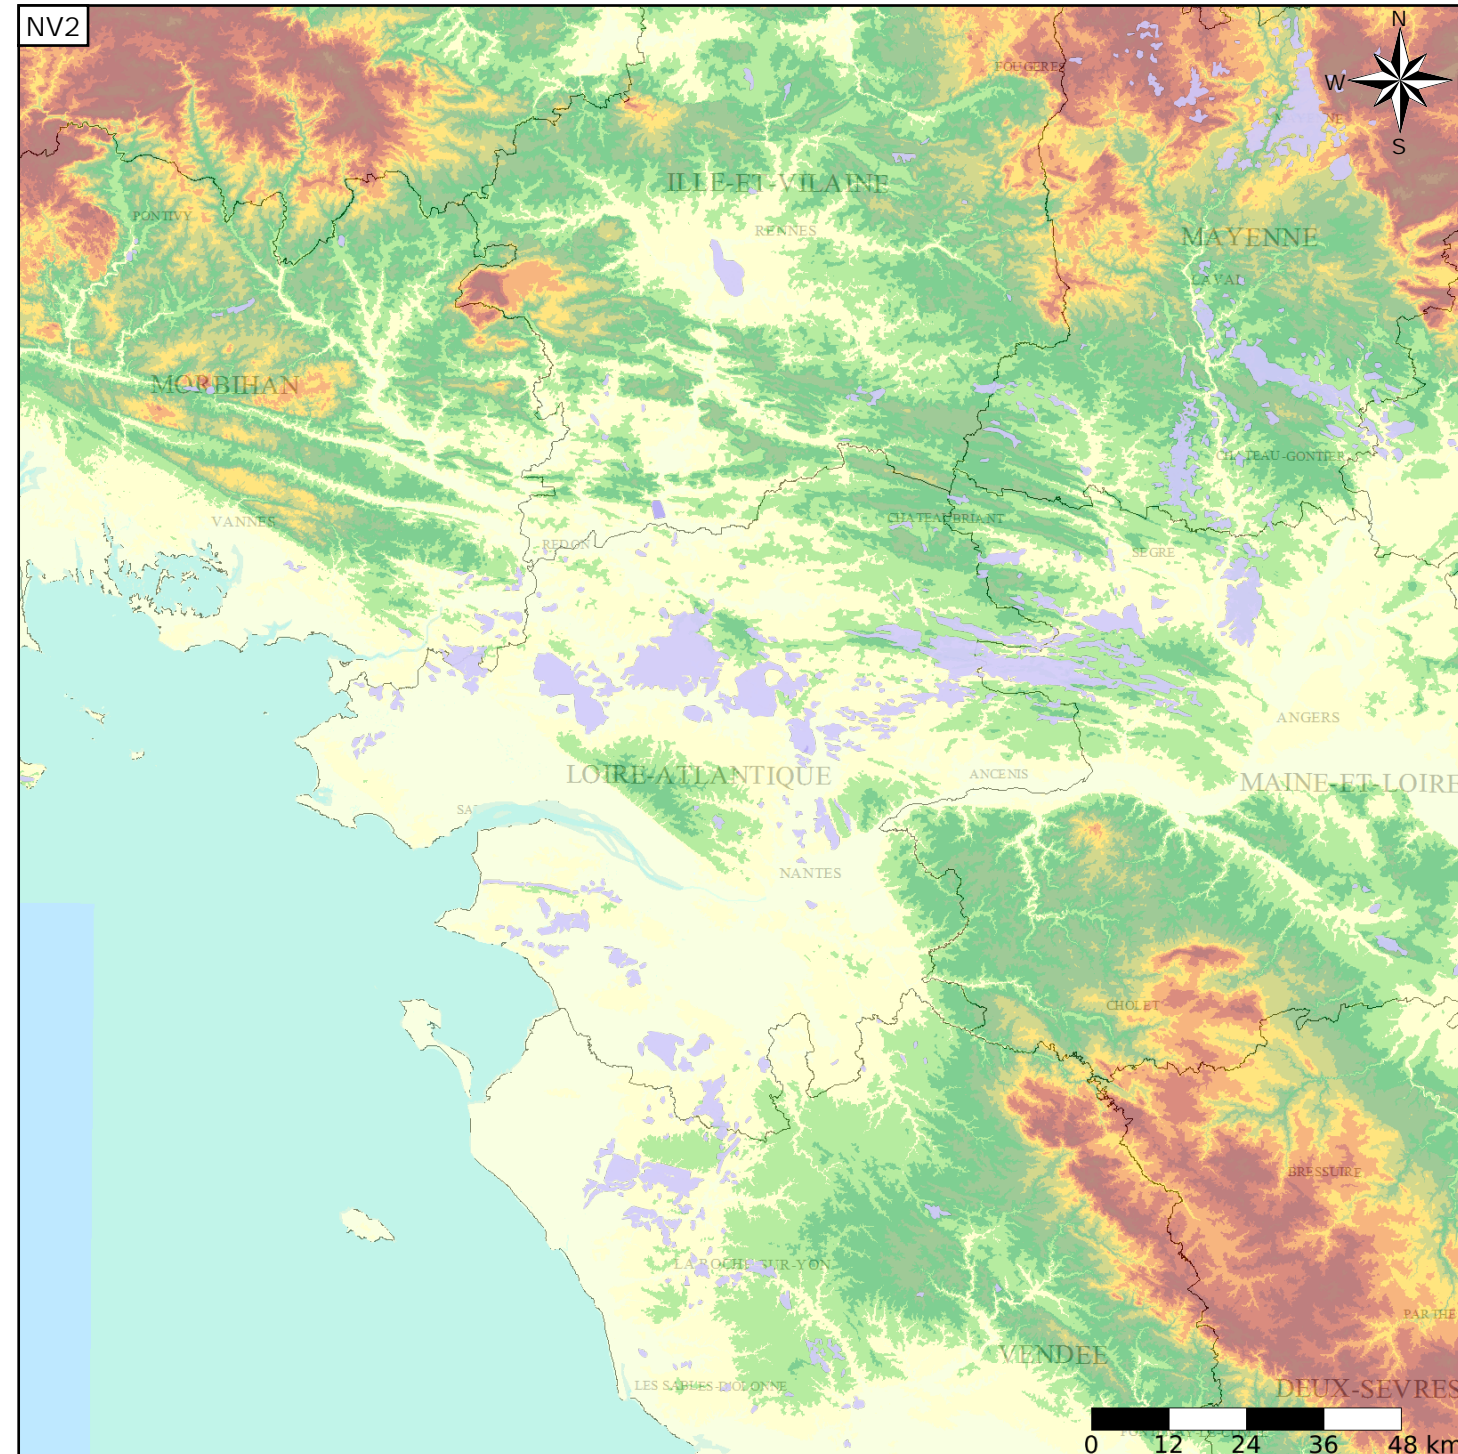 NV2
N
W
S
FOUGERES
MAYENNE
ILLE-ET-VILAINE
PONTIVY
RENNES
MAYENNE
LAVAL
MORBIHAN
CHATEAU-GONTIER
VANNES
CHATEAUBRIANT
REDON
SEGRE
ANGERS
LOIRE-ATLANTIQUE
ANCENIS
MAINE-ET-LOIRE
NANTES
CHOLET
BRESSUIRE
LA ROCHE-SUR-YON
PARTHE
VENDEE
LES SABLES-D'OLONNE
DEUX-SEVRES
0 12 24 36 48 km